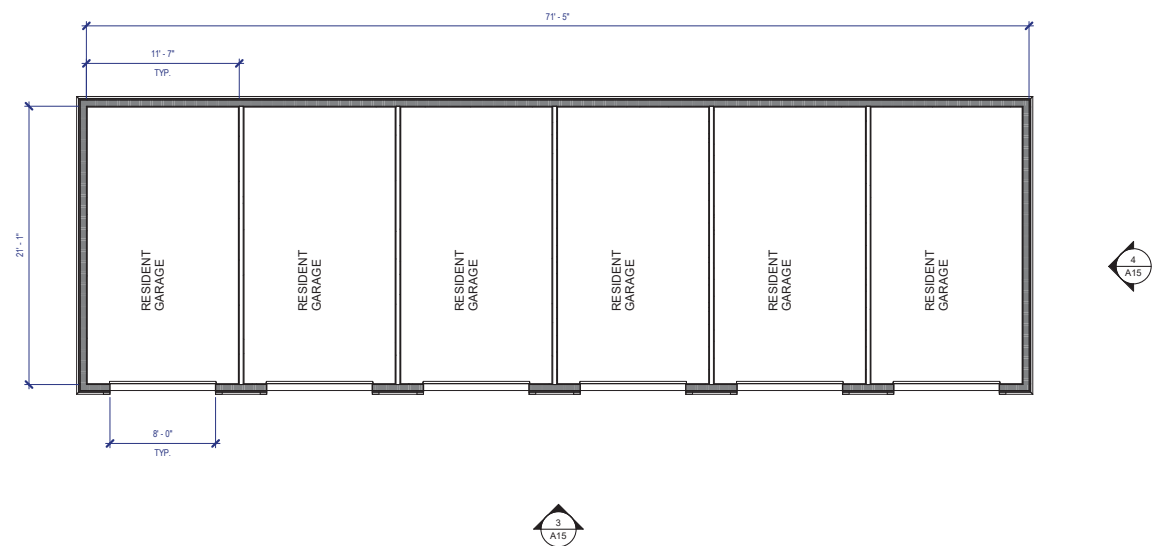 71' - 5"
11' - 7"
TYP.
21' - 1"
RESIDENT
GARAGE
RESIDENT
GARAGE
RESIDENT
GARAGE
RESIDENT
GARAGE
RESIDENT
GARAGE
RESIDENT
GARAGE
4
A15
8' - 0"
TYP.
3
A15